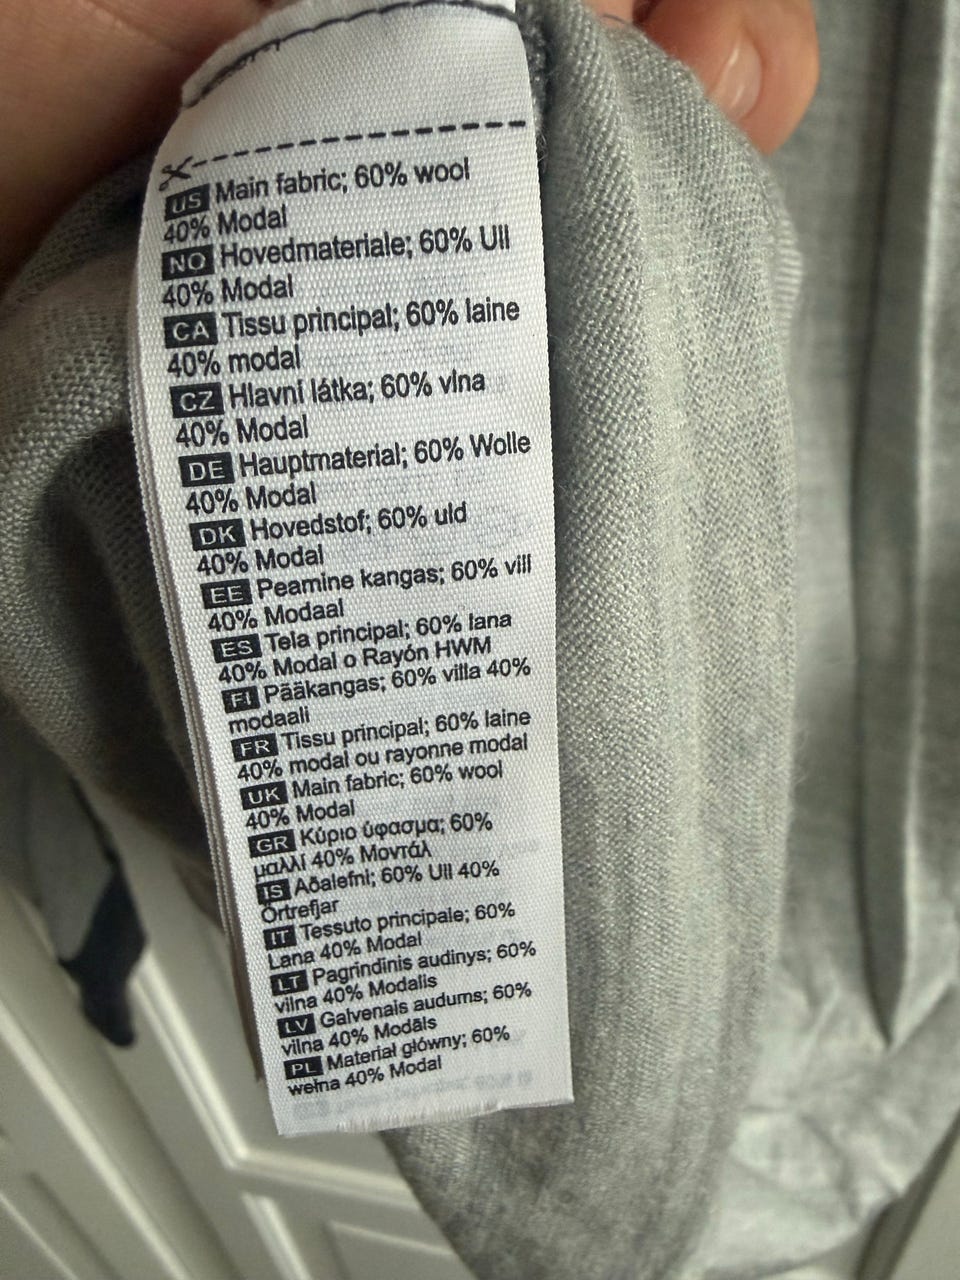 US Main fabric; 60% wool
40% Modal
NO Hovedmateriale; 60% Ull
40% Modal
CA Tissu principal; 60% laine
40% modal
CZ Hlavní látka; 60% vlna
40% Modal
DE Hauptmaterial; 60% Wolle
40% Modal
DK Hovedstof; 60% uld
40% Modal
EE Peamine kangas; 60% vill
40% Modaal
ES Tela principal; 60% lana
40% Modal o Rayón HWM
FI Pääkangas; 60% villa 40%
modaali
FR Tissu principal; 60% laine
40% modal ou rayonne modal
UK Main fabric; 60% wool
40% Modal
GR Κύριο ύφασμα; 60%
μαλλί 40% Μοντάλ
IS Aðalefni; 60% Ull 40%
Örtrefjar
IT Tessuto principale; 60%
Lana 40% Modal
LT Pagrindinis audinys; 60%
vilna 40% Modalis
LV Galvenais audums; 60%
vilna 40% Modāls
PL Materiał główny; 60%
wełna 40% Modal